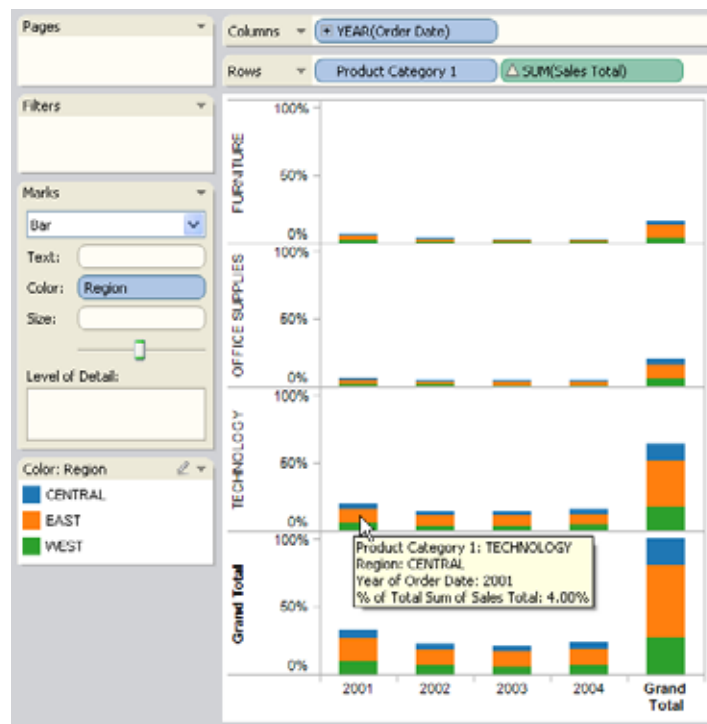 Pages
Columns
YEAR(Order Date)
Rows
Product Category 1
SUM(Sales Total)
Filters
Marks
Bar
Text:
Color:
Region
Size:
Level of Detail:
Color: Region
CENTRAL
EAST
WEST
FURNITURE
100%
50%
0%
OFFICE SUPPLIES
100%
50%
0%
TECHNOLOGY
100%
50%
0%
Product Category 1: TECHNOLOGY
Region: CENTRAL
Year of Order Date: 2001
% of Total Sum of Sales Total: 4.00%
Grand Total
100%
50%
0%
2001
2002
2003
2004
Grand
Total